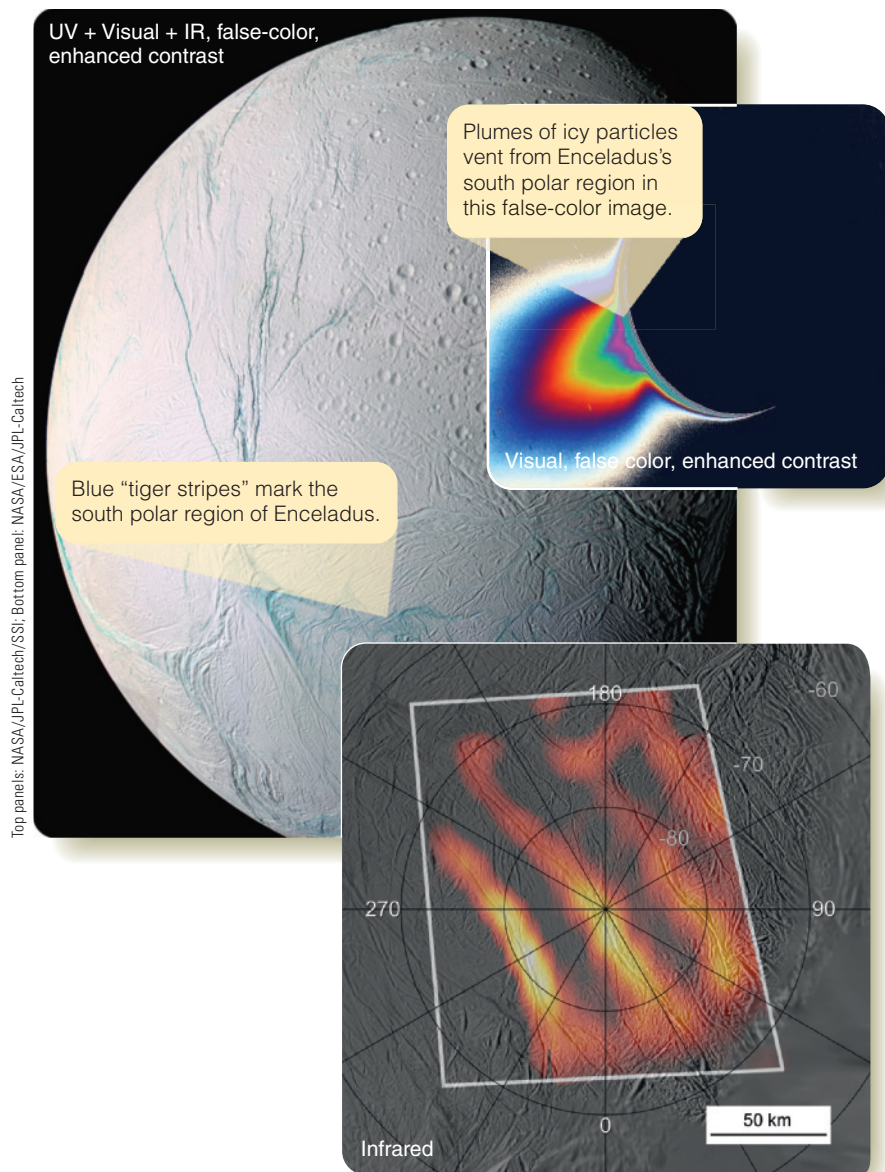 UV + Visual + IR, false-color,
enhanced contrast
Plumes of icy particles
vent from Enceladus’s
south polar region in
this false-color image.
Visual, false color, enhanced contrast
Blue “tiger stripes” mark the
south polar region of Enceladus.
Top panels: NASA/JPL-Caltech/SSI; Bottom panel: NASA/ESA/JPL-Caltech
180
-60
-70
-80
270
90
0
50 km
Infrared